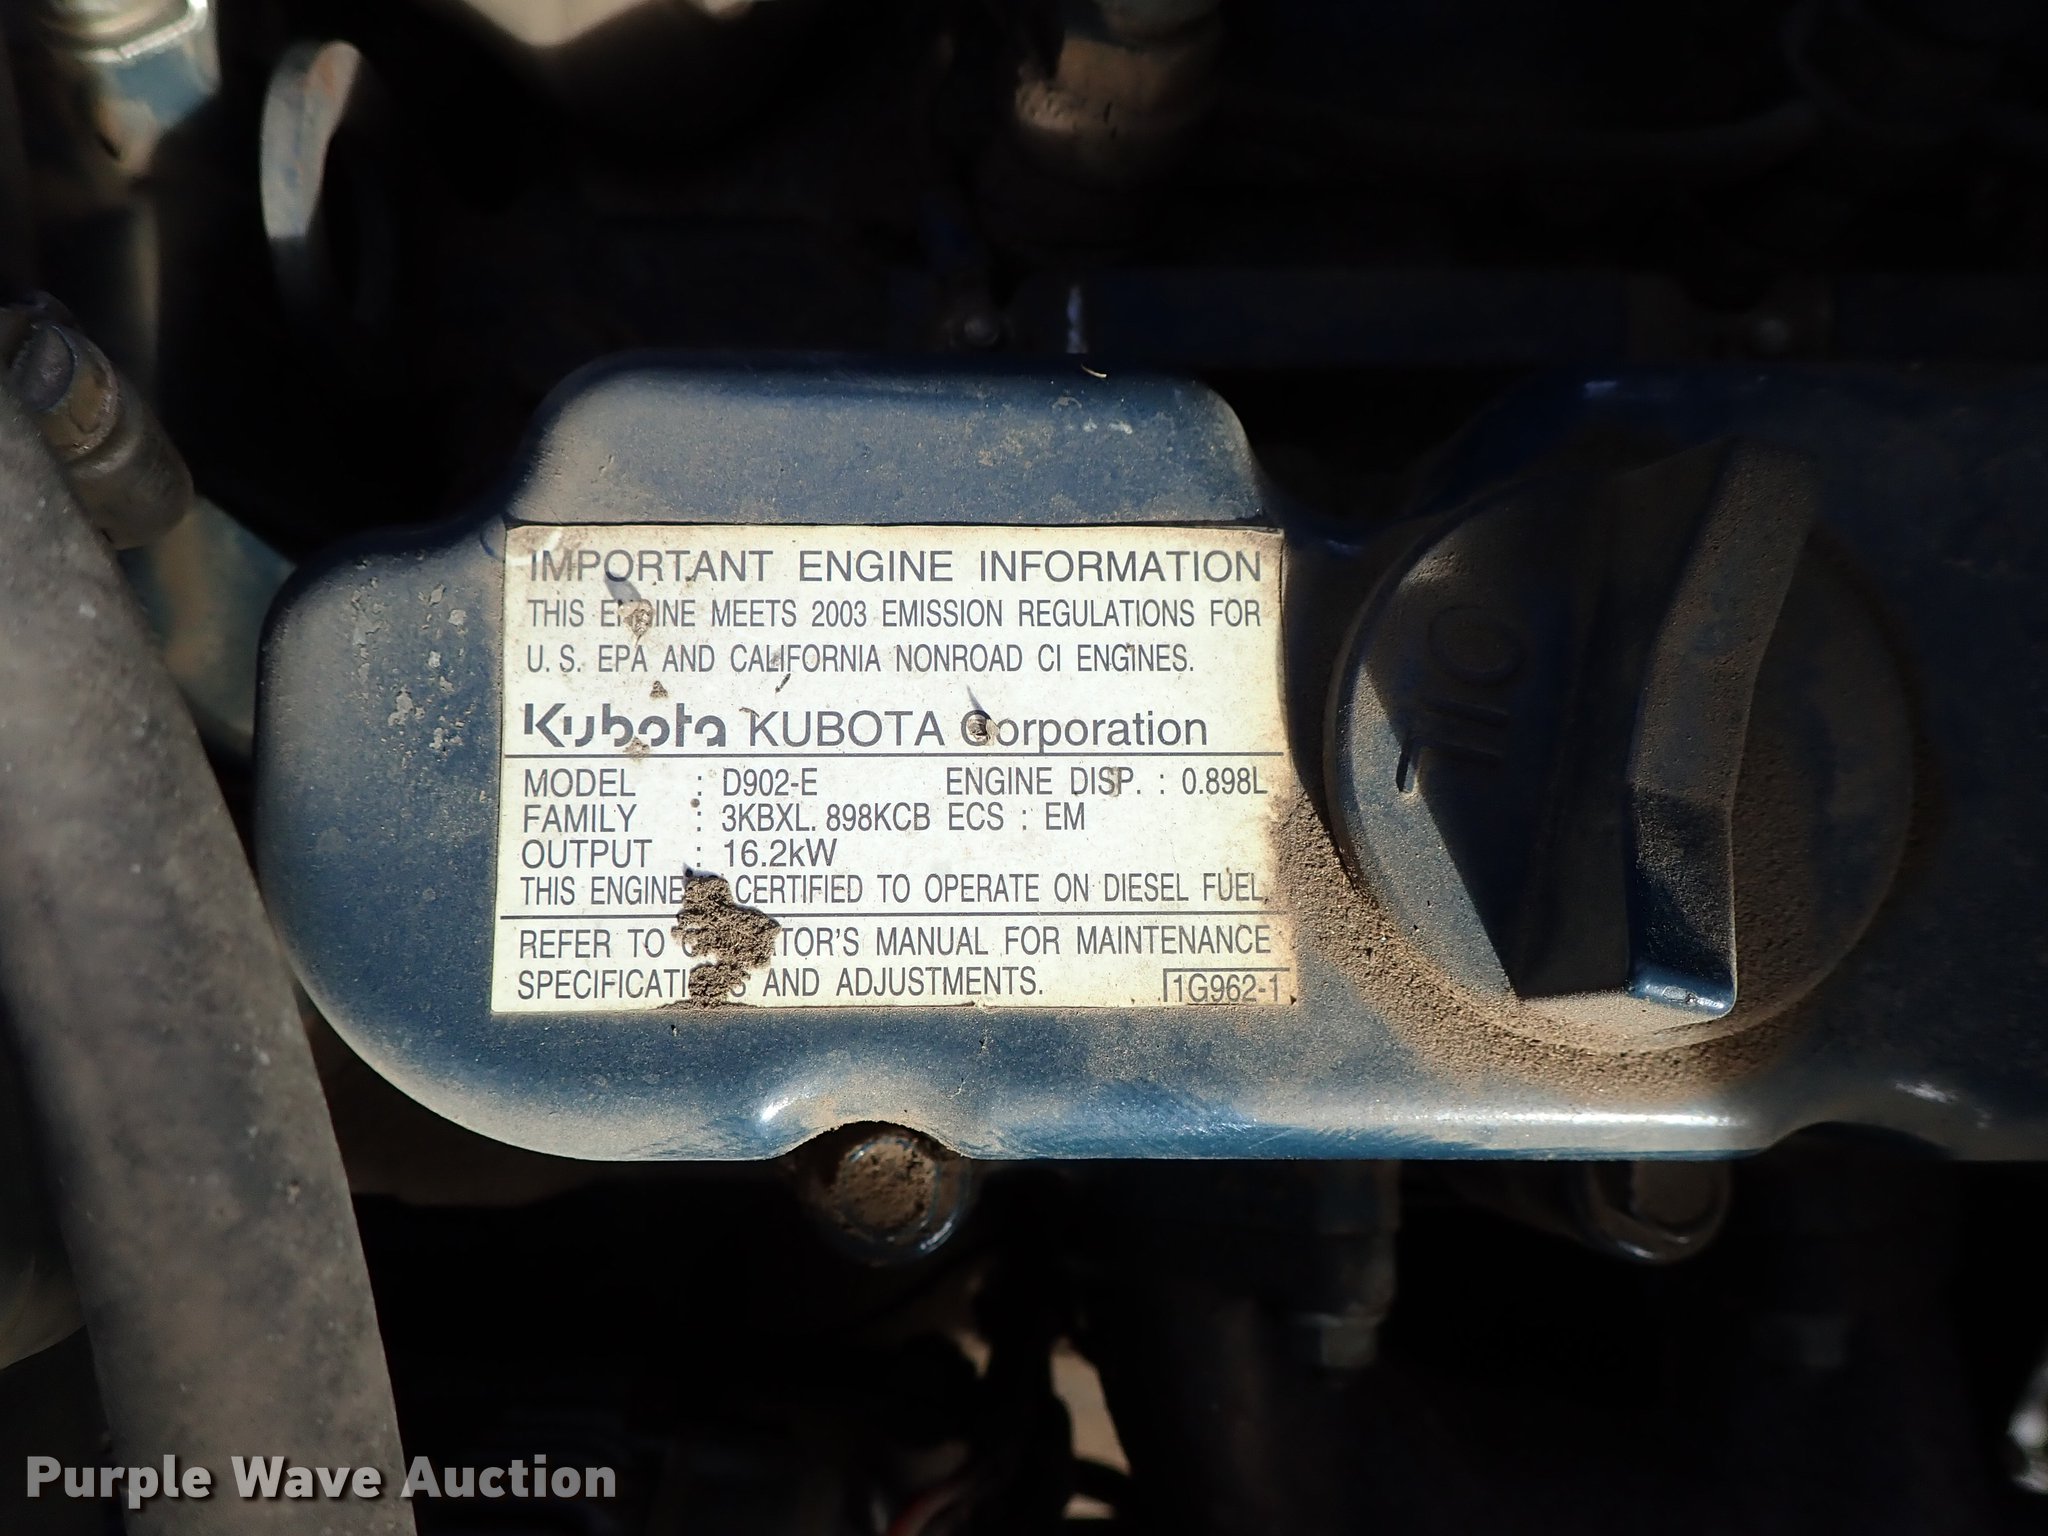 IMPORTANT ENGINE INFORMATION
THIS ENGINE MEETS 2003 EMISSION REGULATIONS FOR
U.S. EPA AND CALIFORNIA NONROAD CI ENGINES.
Kubota KUBOTA Corporation
MODEL : D902-E ENGINE DISP. : 0.898L
FAMILY : 3KBXL.898KCB ECS : EM
OUTPUT : 16.2kW
THIS ENGINE CERTIFIED TO OPERATE ON DIESEL FUEL.
REFER TO MANUAL FOR MAINTENANCE
AND ADJUSTMENTS. 1G962-1
OIL
Purple Wave Auction